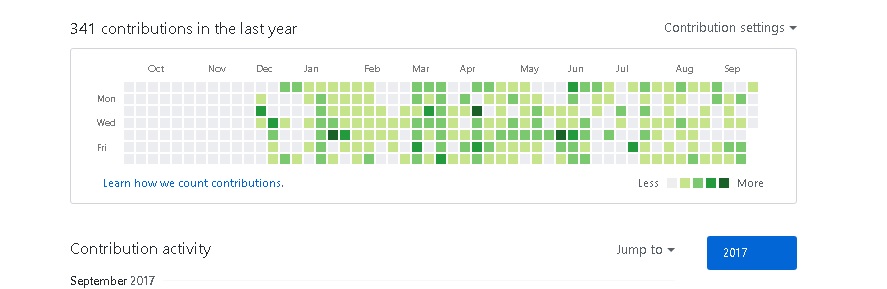 341 contributions in the last year
Contribution settings
Oct Nov Dec Jan Feb Mar Apr May Jun Jul Aug Sep
Mon
Wed
Fri
Learn how we count contributions.
Less More
Contribution activity
Jump to
2017
September 2017